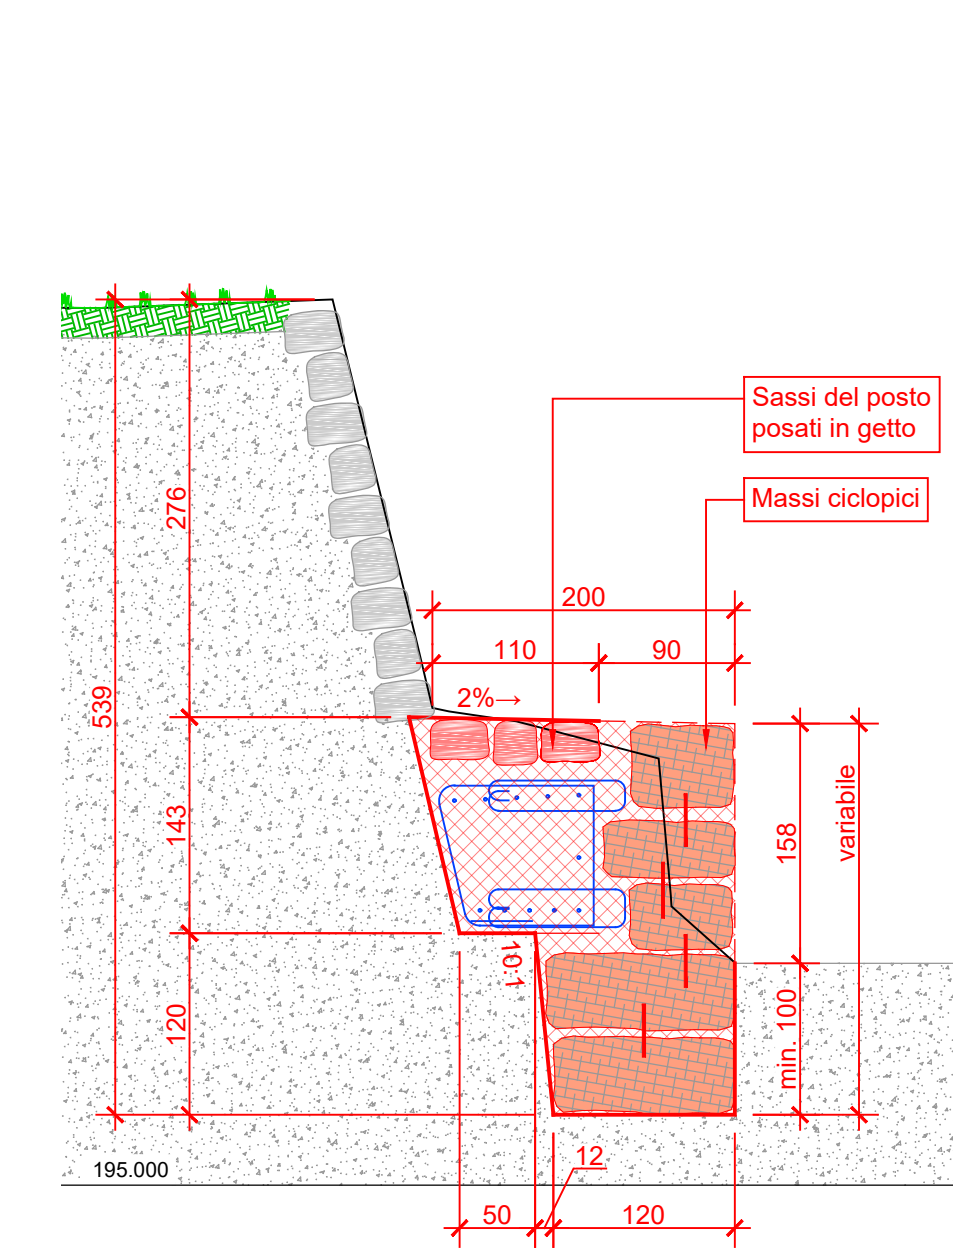 Sassi del posto
posati in getto
Massi ciclopici
276
200
110
90
539
2%→
143
158
variabile
10:1
120
min. 100
195.000
12
50
120